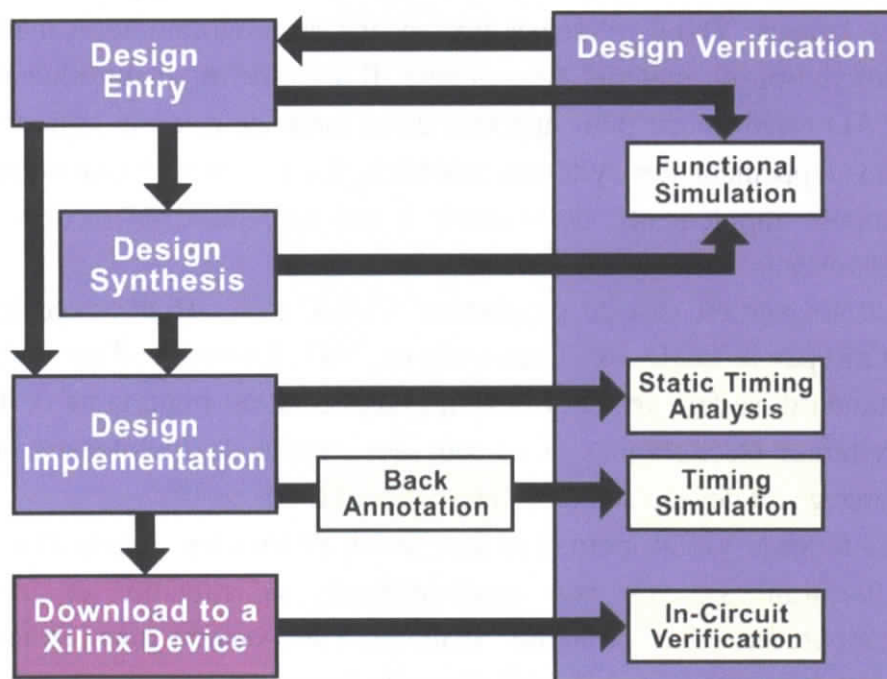 Design
Entry
Design Verification
Functional
Simulation
Design
Synthesis
Design
Implementation
Static Timing
Analysis
Back
Annotation
Timing
Simulation
Download to a
Xilinx Device
In-Circuit
Verification